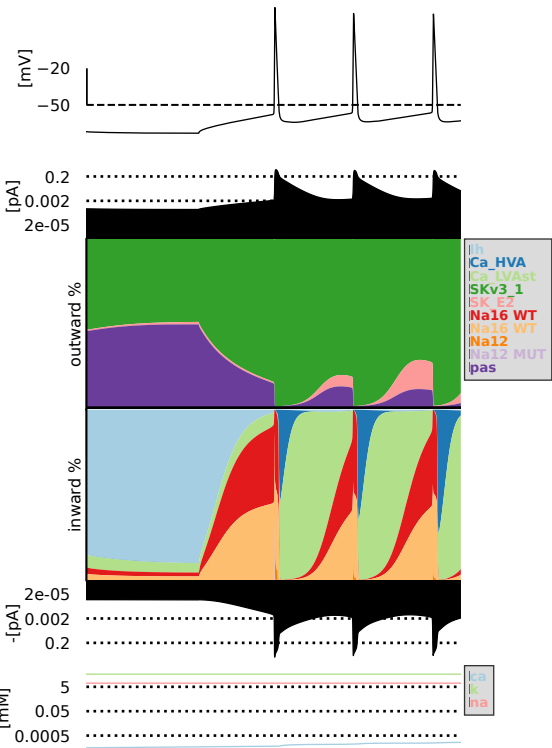 [mV]
−20
−50
[pA]
0.2
0.002
2e-05
outward %
Ih
Ca_HVA
Ca_LVAst
SKv3_1
SK_E2
Na16 WT
Na16 WT
Na12
Na12 MUT
pas
inward %
-[pA]
2e-05
0.002
0.2
[mM]
5
0.05
0.0005
ca
k
na